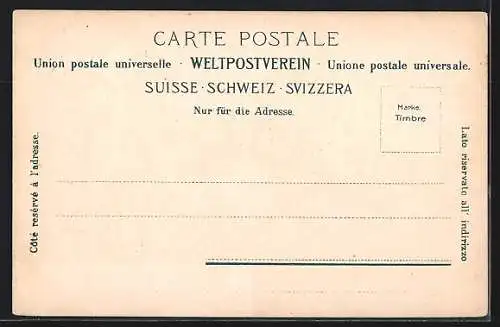 CARTE POSTALE
Union postale universelle · WELTPOSTVEREIN · Unione postale universale.
SUISSE · SCHWEIZ · SVIZZERA
Nur für die Adresse.
Marke.
Timbre
Côté resérvé à l'adresse.
Lato riservato all' indirizzo